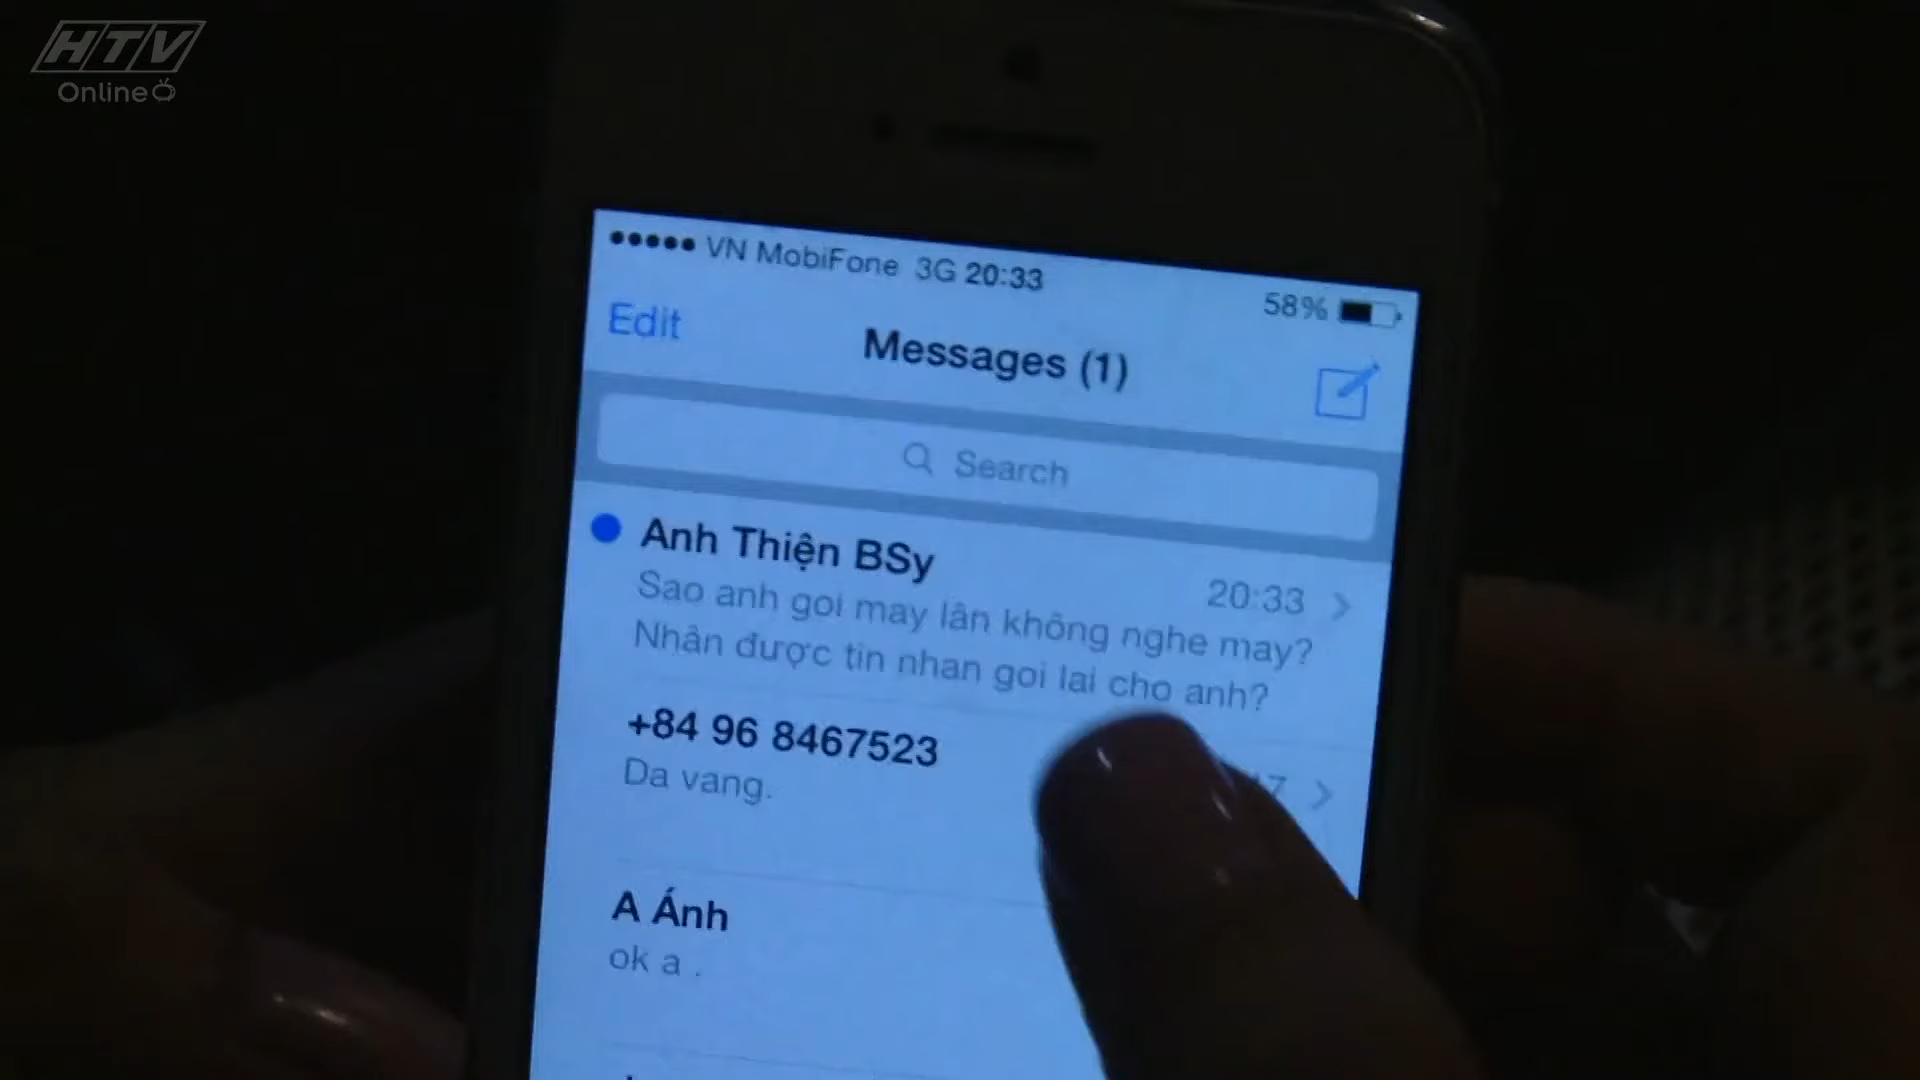 HTV
Online
VN MobiFone 3G 20:33
58%
Edit
Messages (1)
Search
Anh Thiện BSy
20:33
Sao anh goi may lân không nghe may?
Nhân được tin nhan goi lai cho anh?
+84 96 8467523
Da vang.
A Ánh
ok a .